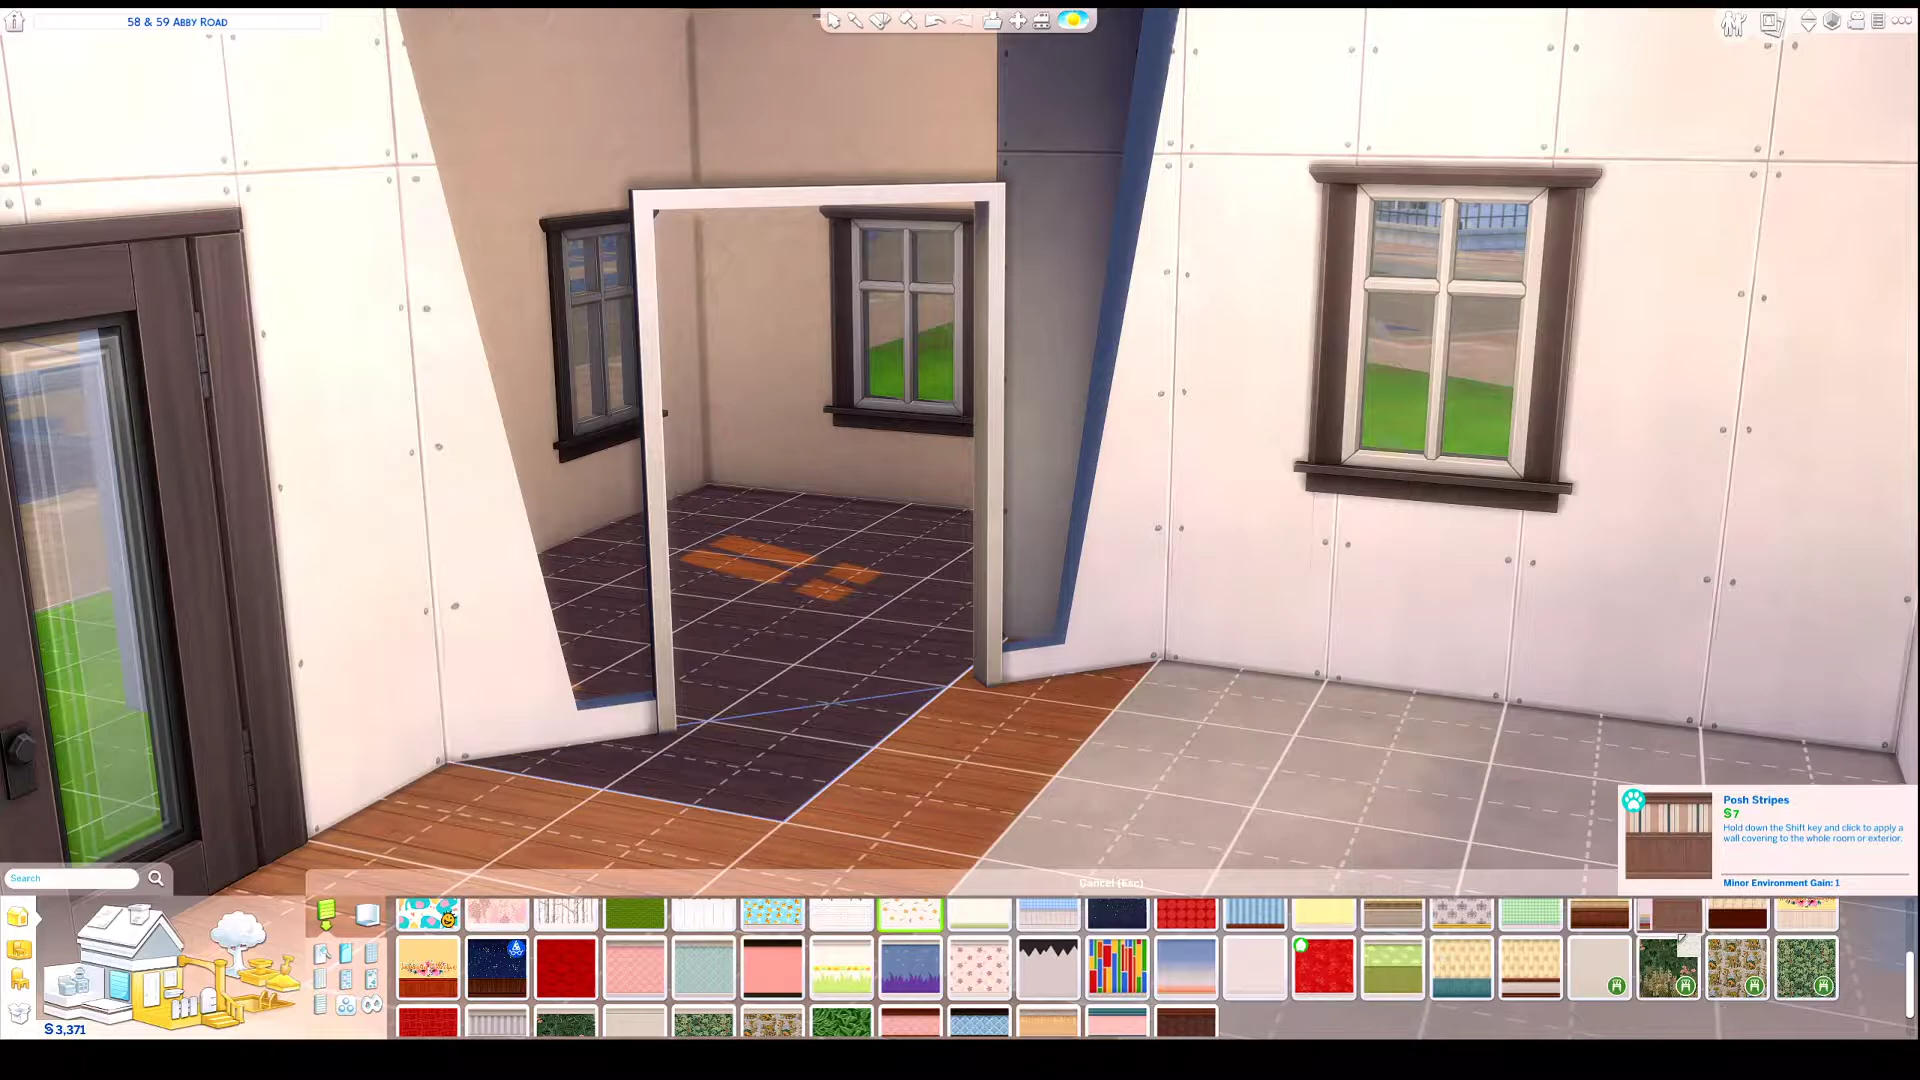 58 & 59 Abby Road
Posh Stripes
$7
Hold down the Shift key and click to apply a
wall covering to the whole room or exterior.
Minor Environment Gain: 1
Search
Cancel (Esc)
$3,371